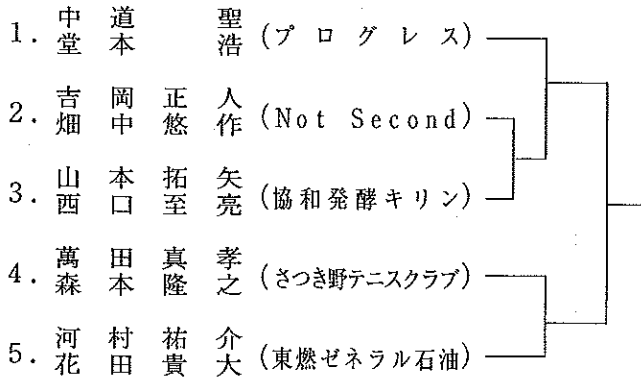 中道 聖
1. (プログレス)
堂本 浩
吉岡正人
2. (Not Second)
畑中悠作
山本拓矢
3. (協和発酵キリン)
西口至亮
萬田真孝
4. (さつき野テニスクラブ)
森本隆之
河村祐介
5. (東燃ゼネラル石油)
花田貴大